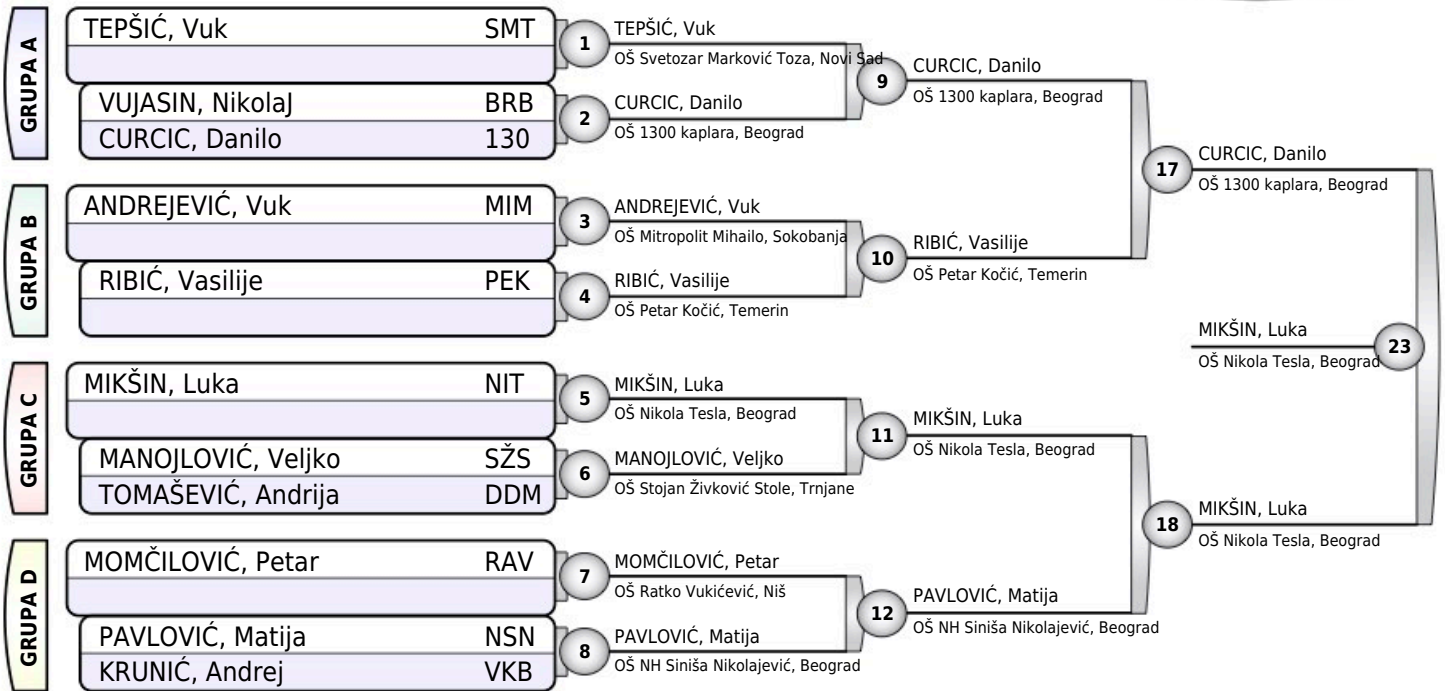 GRUPA A
TEPŠIĆ, Vuk SMT
VUJASIN, NikolaJ BRB
CURCIC, Danilo 130
GRUPA B
ANDREJEVIĆ, Vuk MIM
RIBIĆ, Vasilije PEK
GRUPA C
MIKŠIN, Luka NIT
MANOJLOVIĆ, Veljko SŽS
TOMAŠEVIĆ, Andrija DDM
GRUPA D
MOMČILOVIĆ, Petar RAV
PAVLOVIĆ, Matija NSN
KRUNIĆ, Andrej VKB
1
TEPŠIĆ, Vuk
OŠ Svetozar Marković Toza, Novi Sad
2
CURCIC, Danilo
OŠ 1300 kaplara, Beograd
3
ANDREJEVIĆ, Vuk
OŠ Mitropolit Mihailo, Sokobanja
4
RIBIĆ, Vasilije
OŠ Petar Kočić, Temerin
5
MIKŠIN, Luka
OŠ Nikola Tesla, Beograd
6
MANOJLOVIĆ, Veljko
OŠ Stojan Živković Stole, Trnjane
7
MOMČILOVIĆ, Petar
OŠ Ratko Vukićević, Niš
8
PAVLOVIĆ, Matija
OŠ NH Siniša Nikolajević, Beograd
9
CURCIC, Danilo
OŠ 1300 kaplara, Beograd
10
RIBIĆ, Vasilije
OŠ Petar Kočić, Temerin
11
MIKŠIN, Luka
OŠ Nikola Tesla, Beograd
12
PAVLOVIĆ, Matija
OŠ NH Siniša Nikolajević, Beograd
17
CURCIC, Danilo
OŠ 1300 kaplara, Beograd
18
MIKŠIN, Luka
OŠ Nikola Tesla, Beograd
MIKŠIN, Luka
OŠ Nikola Tesla, Beograd
23